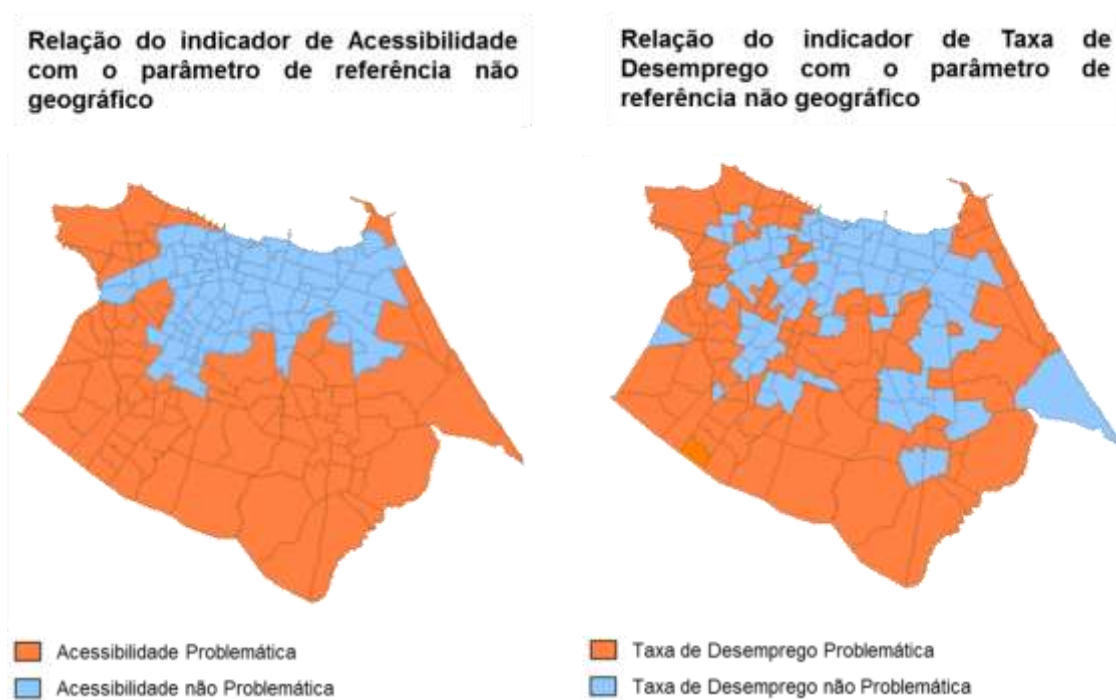 Relação do indicador de Acessibilidade
com o parâmetro de referência não
geográfico
Relação do indicador de Taxa de
Desemprego com o parâmetro de
referência não geográfico
Acessibilidade Problemática
Acessibilidade não Problemática
Taxa de Desemprego Problemática
Taxa de Desemprego não Problemática